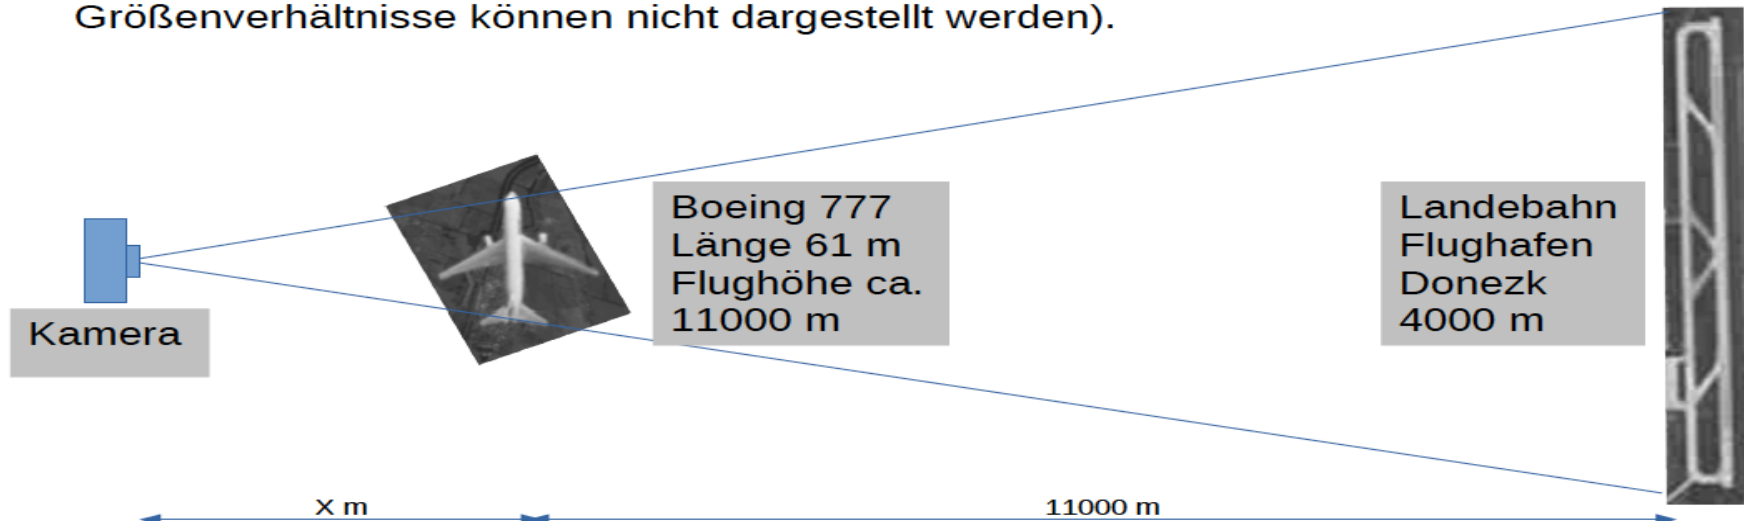 Größenverhältnisse können nicht dargestellt werden).
Boeing 777
Länge 61 m
Flughöhe ca.
11000 m
Landebahn
Flughafen
Donezk
4000 m
Kamera
X m
11000 m